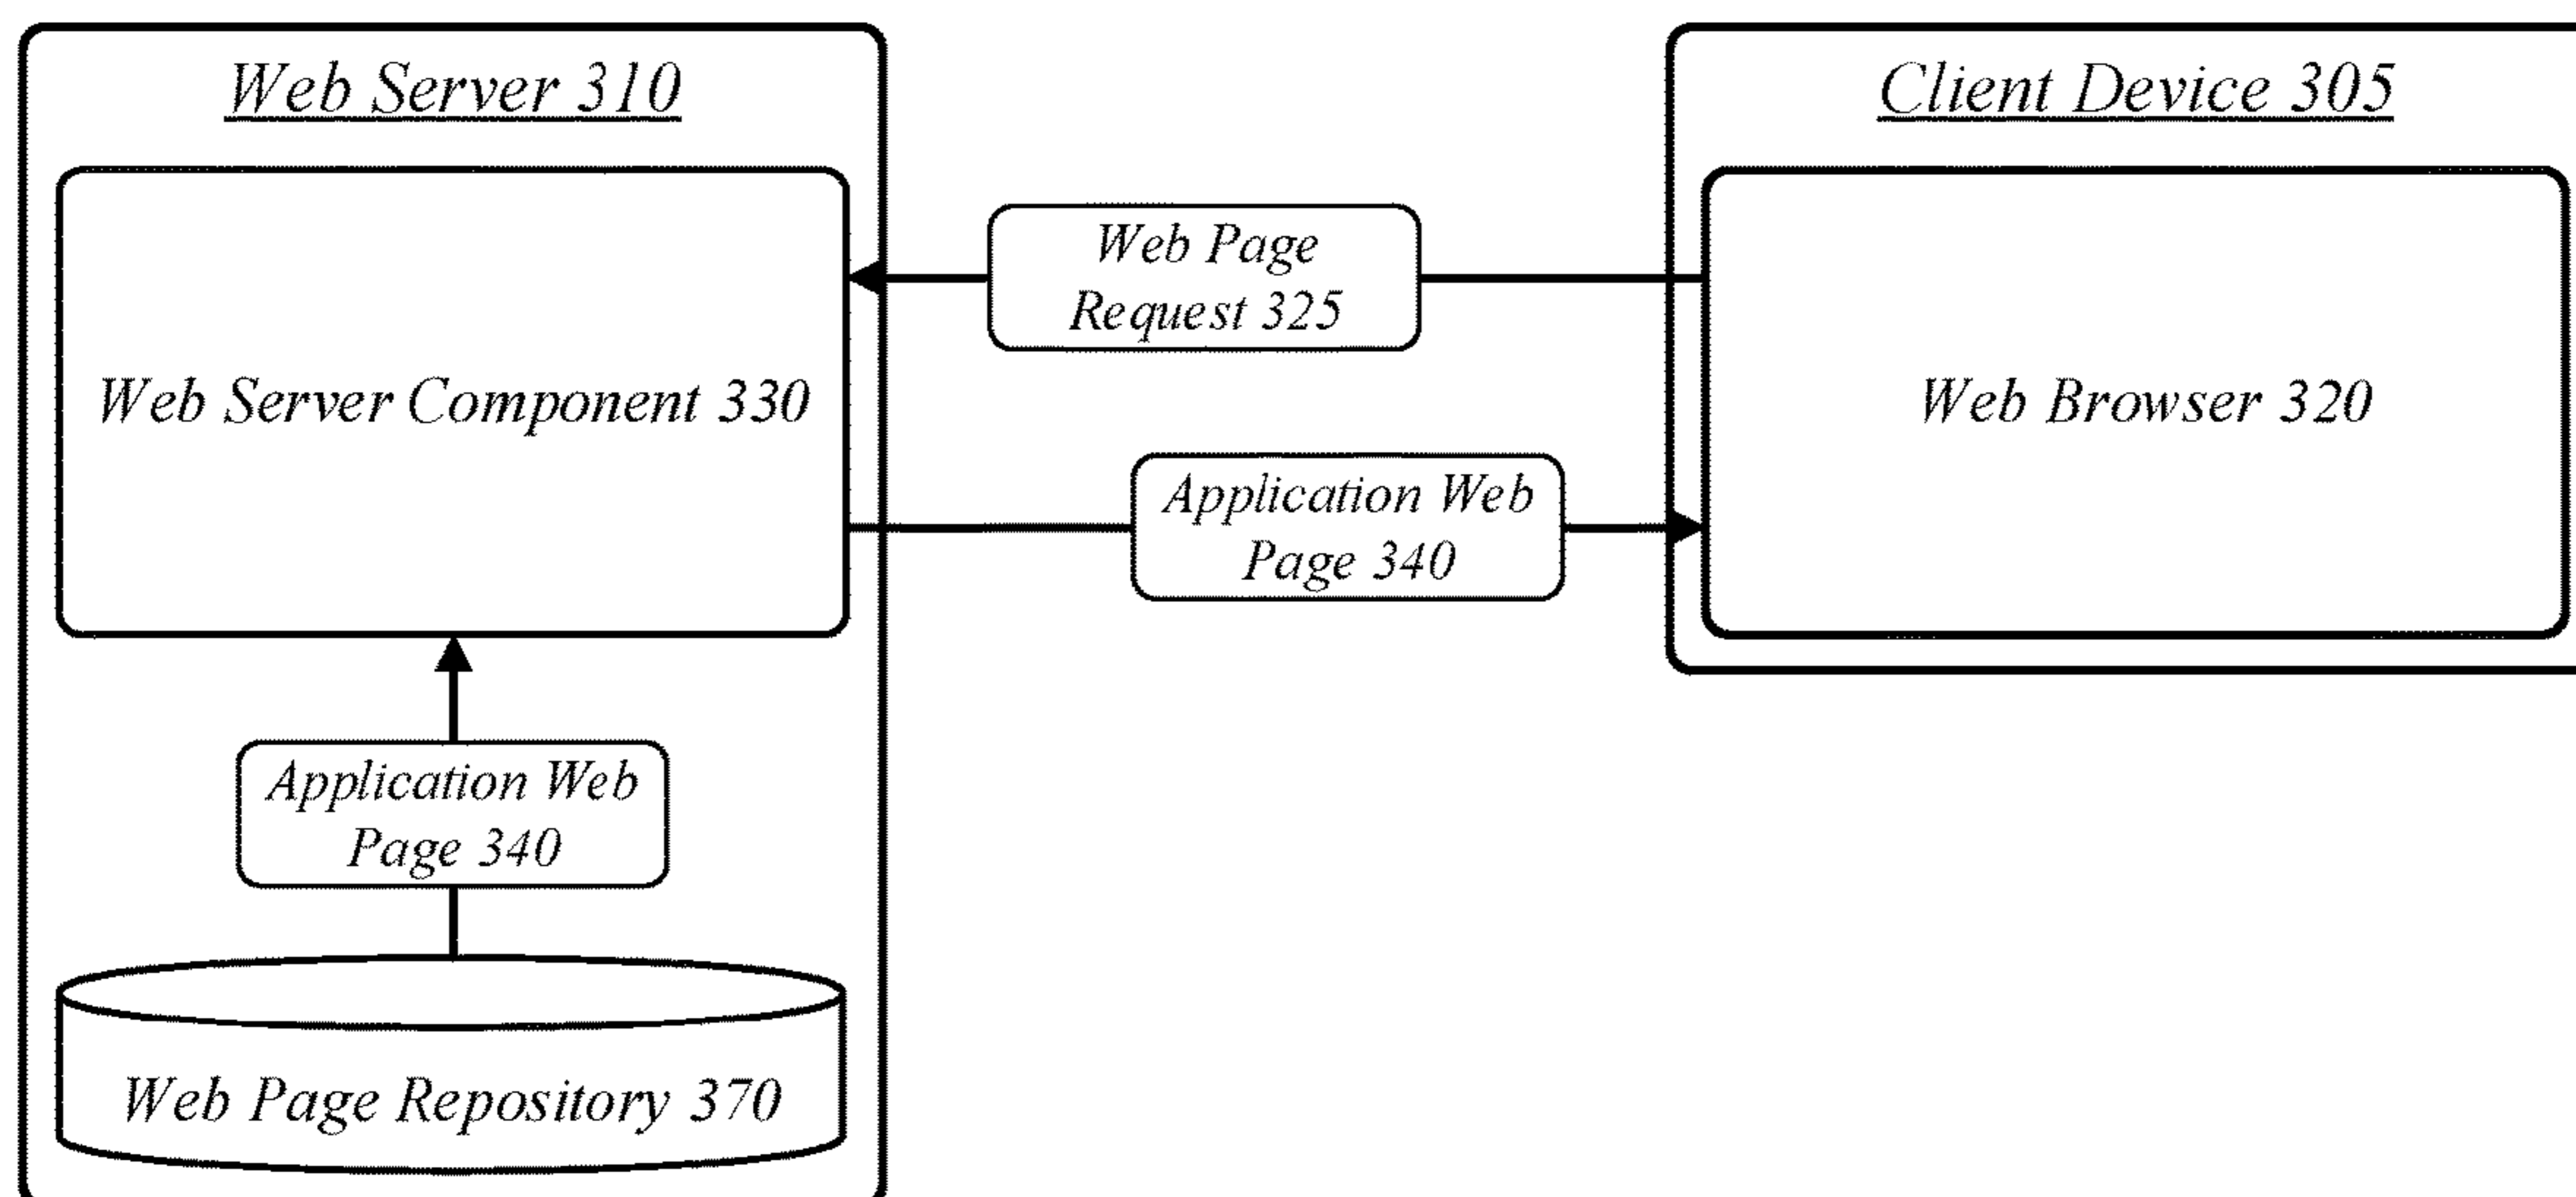 Web Server 310
Client Device 305
Web Page
Request 325
Web Server Component 330
Web Browser 320
Application Web
Page 340
Application Web
Page 340
Web Page Repository 370